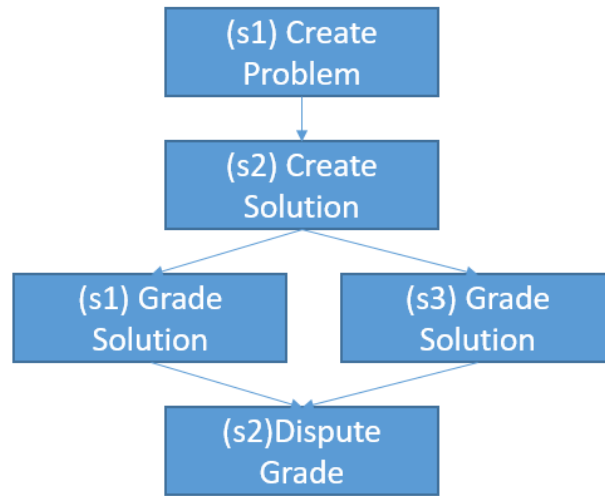 (s1) Create
Problem
(s2) Create
Solution
(s1) Grade
Solution
(s3) Grade
Solution
(s2)Dispute
Grade